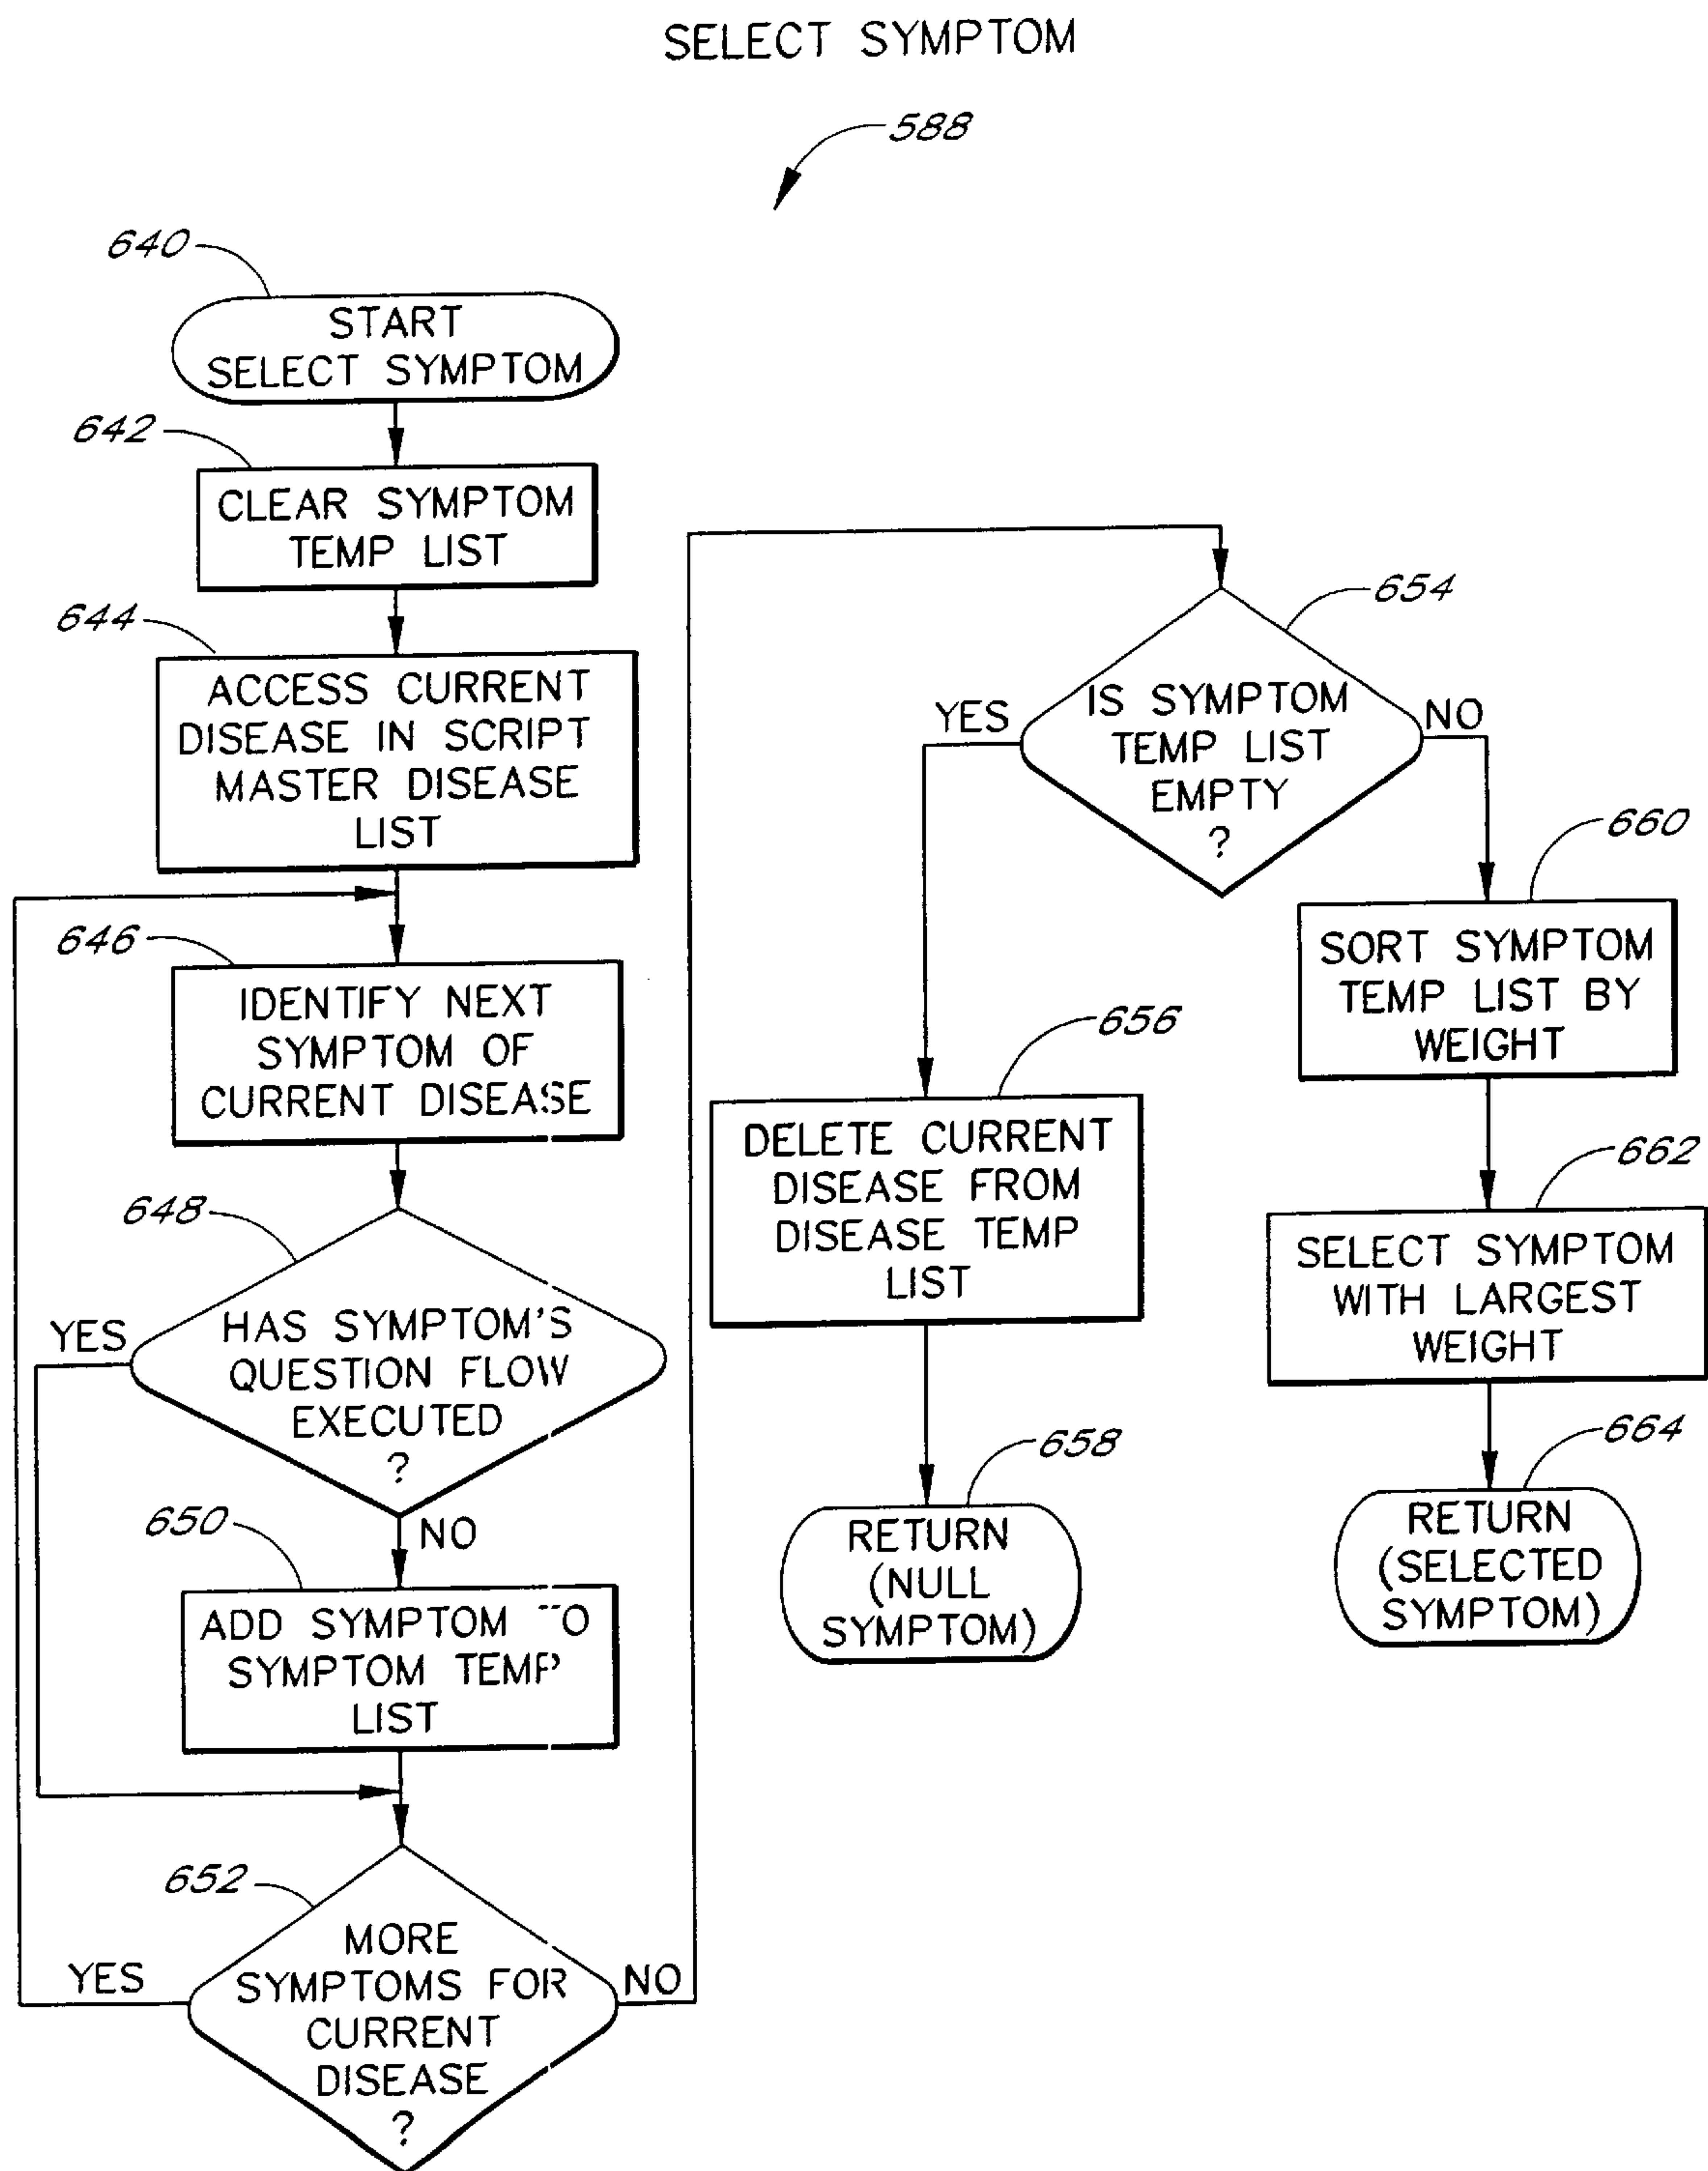 SELECT SYMPTOM
588
640
START
SELECT SYMPTOM
642
CLEAR SYMPTOM
TEMP LIST
644
ACCESS CURRENT
DISEASE IN SCRIPT
MASTER DISEASE
LIST
646
IDENTIFY NEXT
SYMPTOM OF
CURRENT DISEASE
648
HAS SYMPTOM'S
QUESTION FLOW
EXECUTED
?
YES
NO
650
ADD SYMPTOM TO
SYMPTOM TEMP
LIST
652
MORE
SYMPTOMS FOR
CURRENT
DISEASE
?
YES
NO
654
IS SYMPTOM
TEMP LIST
EMPTY
?
YES
NO
656
DELETE CURRENT
DISEASE FROM
DISEASE TEMP
LIST
658
RETURN
(NULL
SYMPTOM)
660
SORT SYMPTOM
TEMP LIST BY
WEIGHT
662
SELECT SYMPTOM
WITH LARGEST
WEIGHT
664
RETURN
(SELECTED
SYMPTOM)